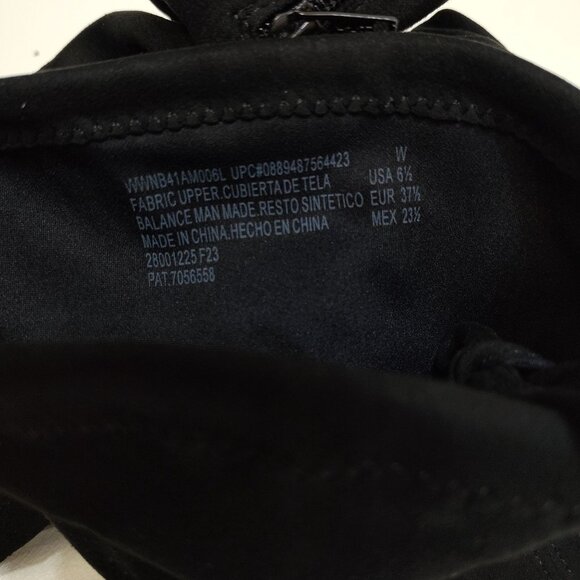 WWNB41AM006L UPC#0889487564423 W
FABRIC UPPER.CUBIERTA DE TELA USA 6½
BALANCE MAN MADE.RESTO SINTETICO EUR 37½
MADE IN CHINA.HECHO EN CHINA MEX 23½
28001225 F23
PAT.7056558